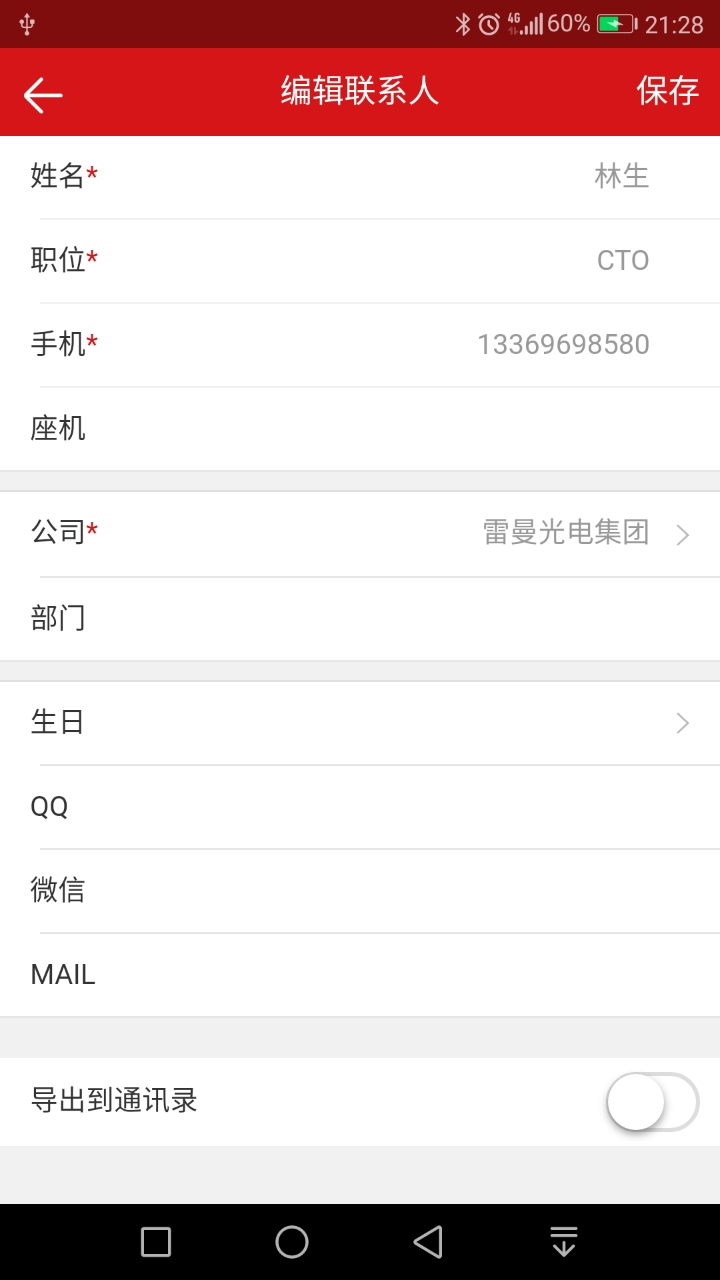 4G 60% 21:28
编辑联系人 保存
姓名* 林生
职位* CTO
手机* 13369698580
座机
公司* 雷曼光电集团
部门
生日
QQ
微信
MAIL
导出到通讯录